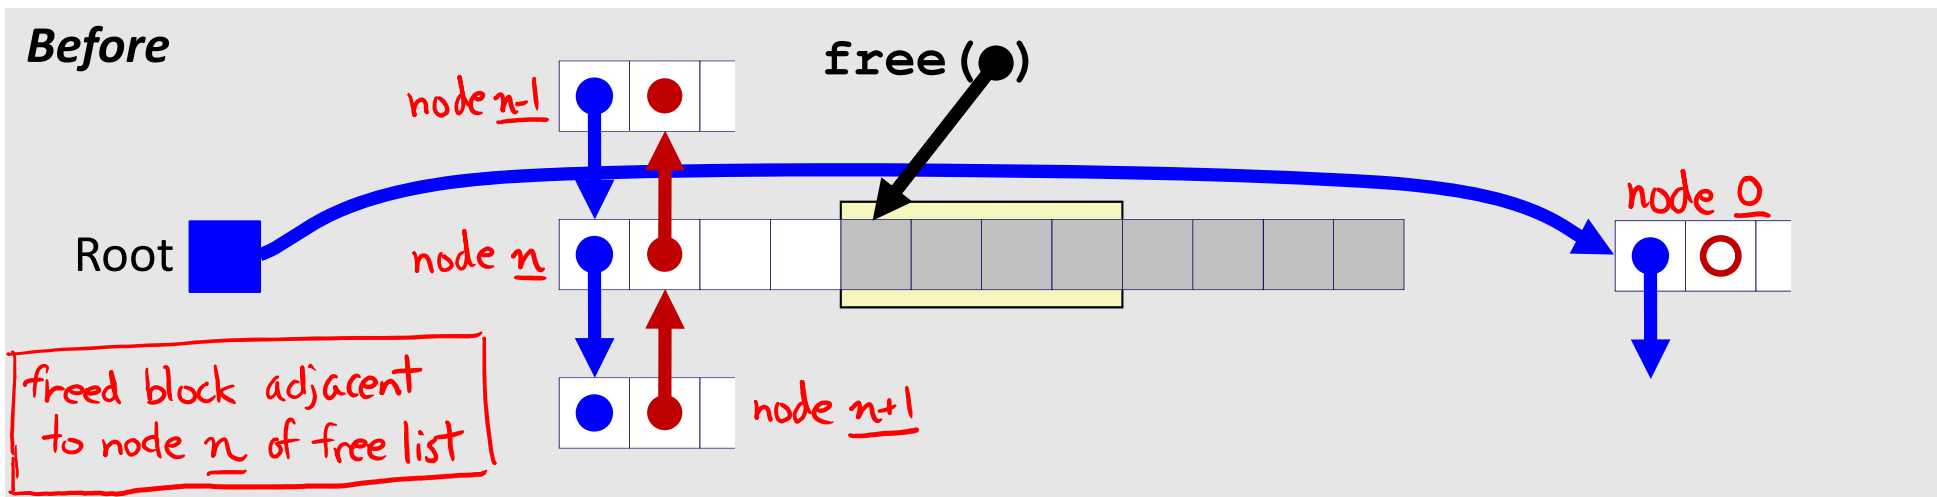 Before
free( )
node n-1
node 0
Root
node n
freed block adjacent
to node n of free list
node n+1